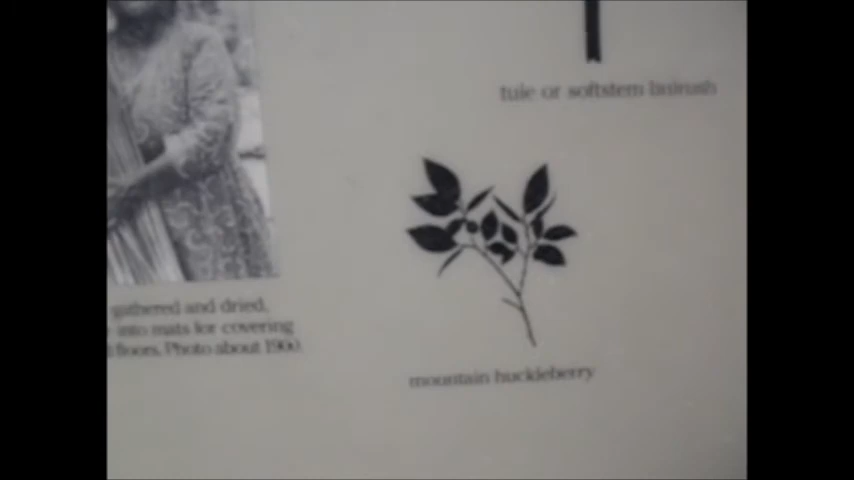 tule or softstem bulrush
gathered and dried,
into mats for covering
floors. Photo about 1900.
mountain huckleberry